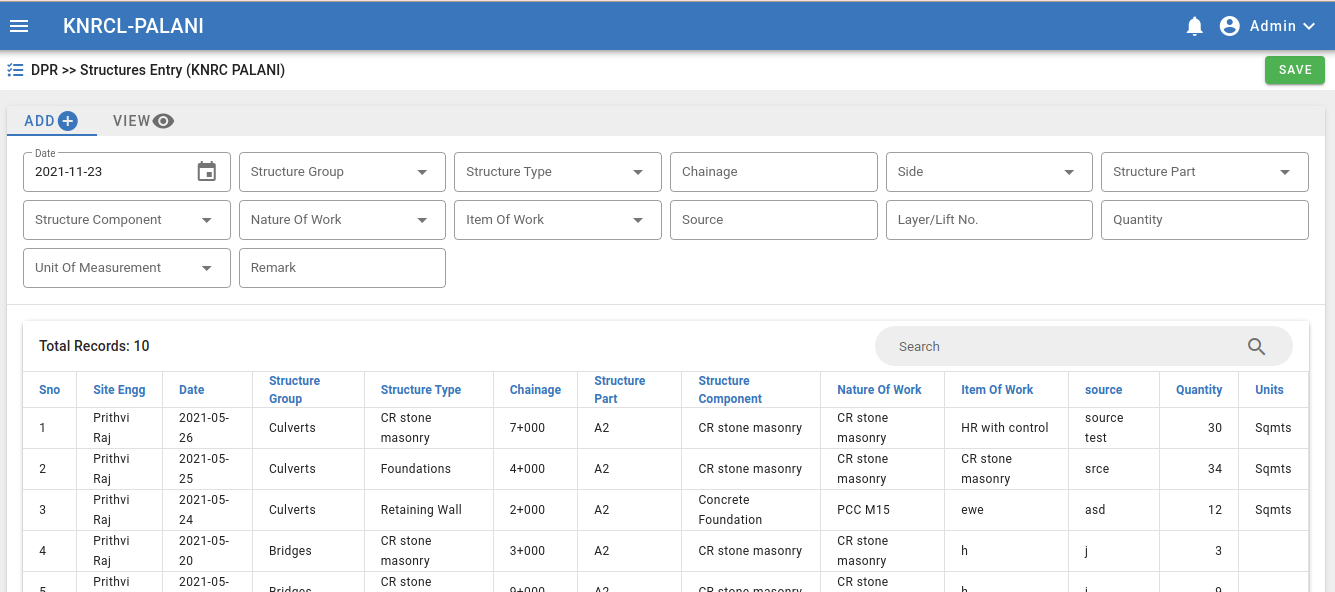 KNRCL-PALANI
Admin
DPR >> Structures Entry (KNRC PALANI)
SAVE
ADD
VIEW
Date
2021-11-23
Structure Group
Structure Type
Chainage
Side
Structure Part
Structure Component
Nature Of Work
Item Of Work
Source
Layer/Lift No.
Quantity
Unit Of Measurement
Remark
Total Records: 10
Search
Sno Site Engg Date Structure Group Structure Type Chainage Structure Part Structure Component Nature Of Work Item Of Work source Quantity Units
1 Prithvi Raj 2021-05-26 Culverts CR stone masonry 7+000 A2 CR stone masonry CR stone masonry HR with control source test 30 Sqmts
2 Prithvi Raj 2021-05-25 Culverts Foundations 4+000 A2 CR stone masonry CR stone masonry CR stone masonry srce 34 Sqmts
3 Prithvi Raj 2021-05-24 Culverts Retaining Wall 2+000 A2 Concrete Foundation PCC M15 ewe asd 12 Sqmts
4 Prithvi Raj 2021-05-20 Bridges CR stone masonry 3+000 A2 CR stone masonry CR stone masonry h j 3
5 Prithvi 2021-05- Bridges CR stone 9+000 A2 CR stone masonry CR stone h j 9